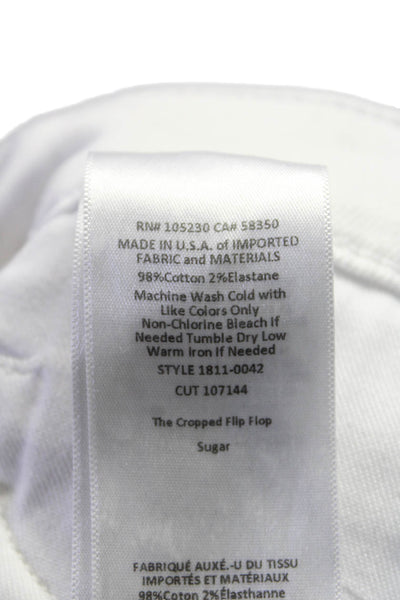 RN# 105230 CA# 58350
MADE IN U.S.A. of IMPORTED
FABRIC and MATERIALS
98%Cotton 2%Elastane
Machine Wash Cold with
Like Colors Only
Non-Chlorine Bleach If
Needed Tumble Dry Low
Warm Iron If Needed
STYLE 1811-0042
CUT 107144
The Cropped Flip Flop
Sugar
FABRIQUÉ AUXÉ.-U DU TISSU
IMPORTÉS ET MATÉRIAUX
98%Coton 2%Elasthanne